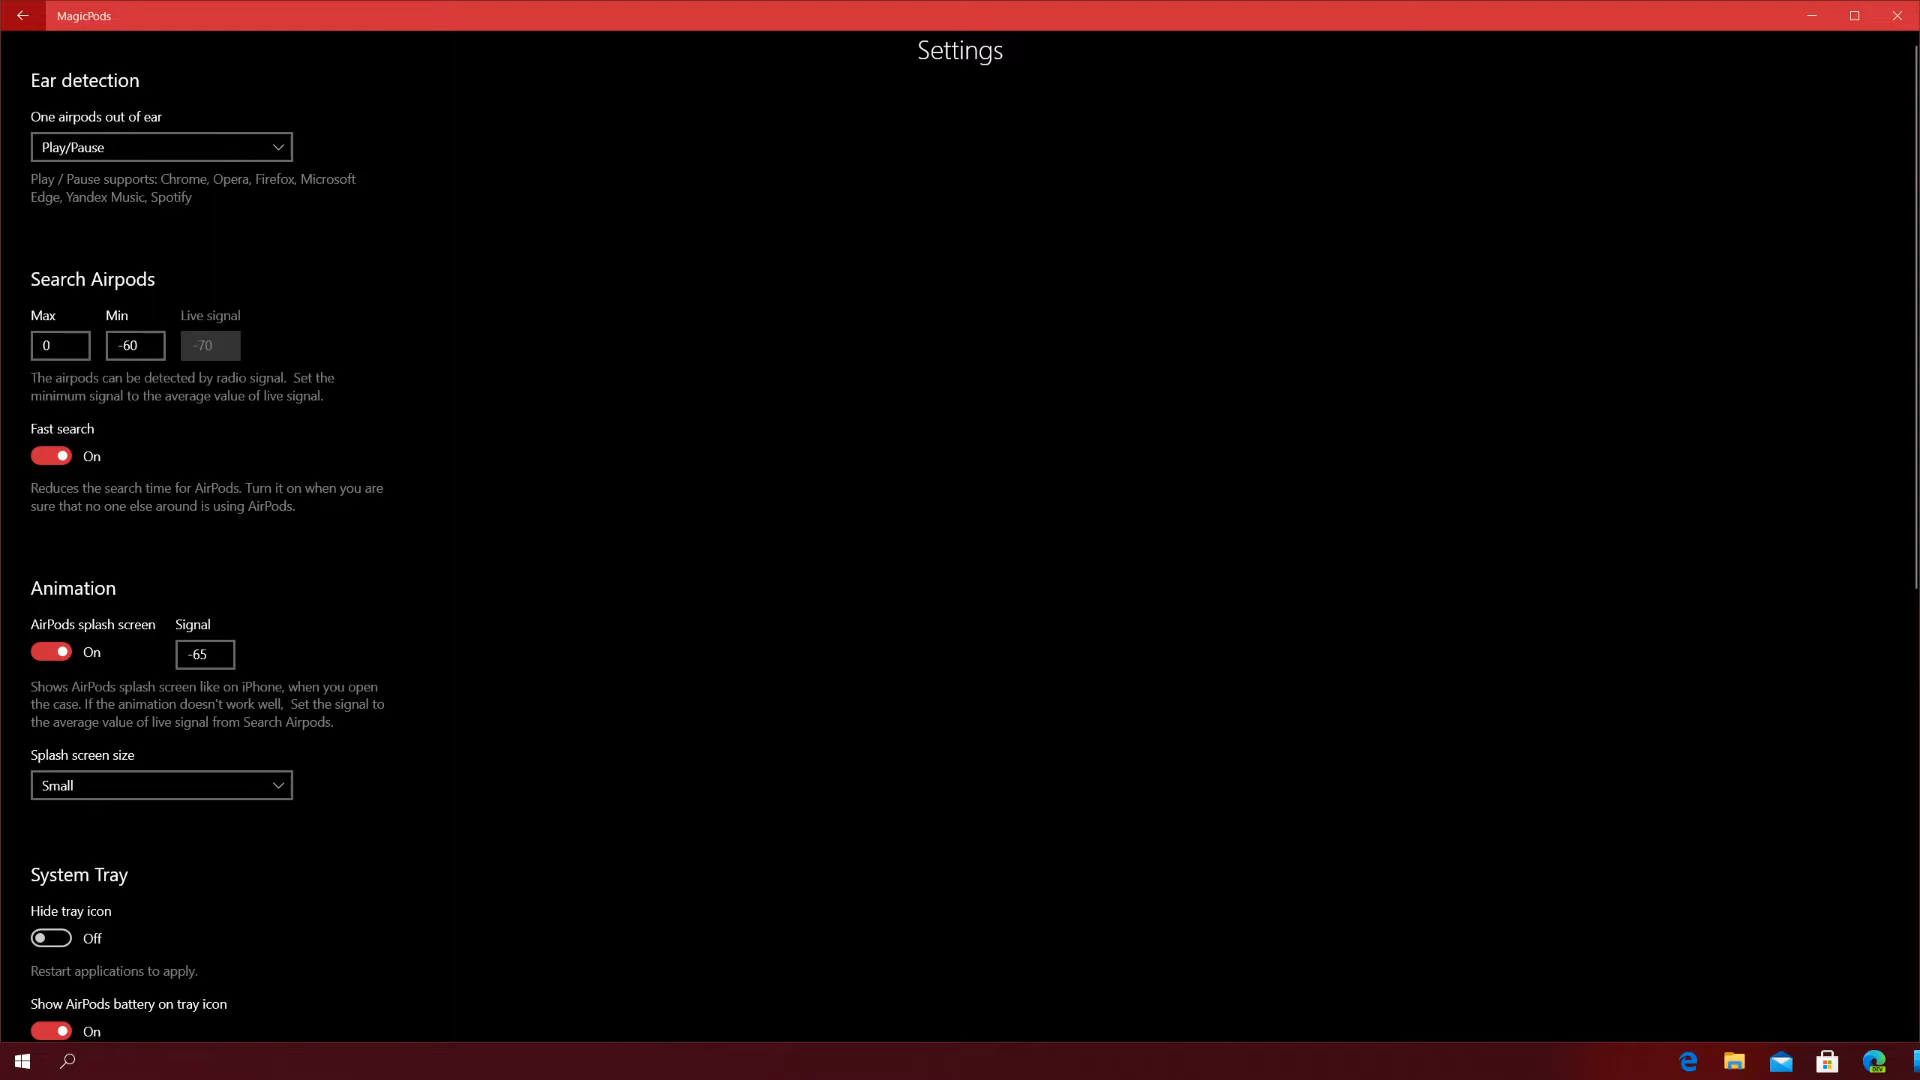 MagicPods
Settings
Ear detection
One airpods out of ear
Play/Pause
Play / Pause supports: Chrome, Opera, Firefox, Microsoft
Edge, Yandex Music, Spotify
Search Airpods
Max Min Live signal
0 -60 -70
The airpods can be detected by radio signal.  Set the
minimum signal to the average value of live signal.
Fast search
On
Reduces the search time for AirPods. Turn it on when you are
sure that no one else around is using AirPods.
Animation
AirPods splash screen Signal
On -65
Shows AirPods splash screen like on iPhone, when you open
the case. If the animation doesn't work well,  Set the signal to
the average value of live signal from Search Airpods.
Splash screen size
Small
System Tray
Hide tray icon
Off
Restart applications to apply.
Show AirPods battery on tray icon
On
DEV